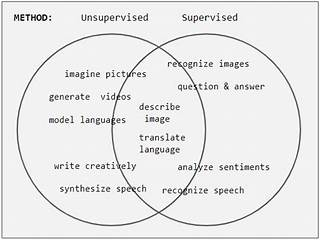 METHOD: Unsupervised Supervised
recognize images
imagine pictures
question & answer
generate videos
describe
image
model languages
translate
language
write creatively
analyze sentiments
synthesize speech
recognize speech